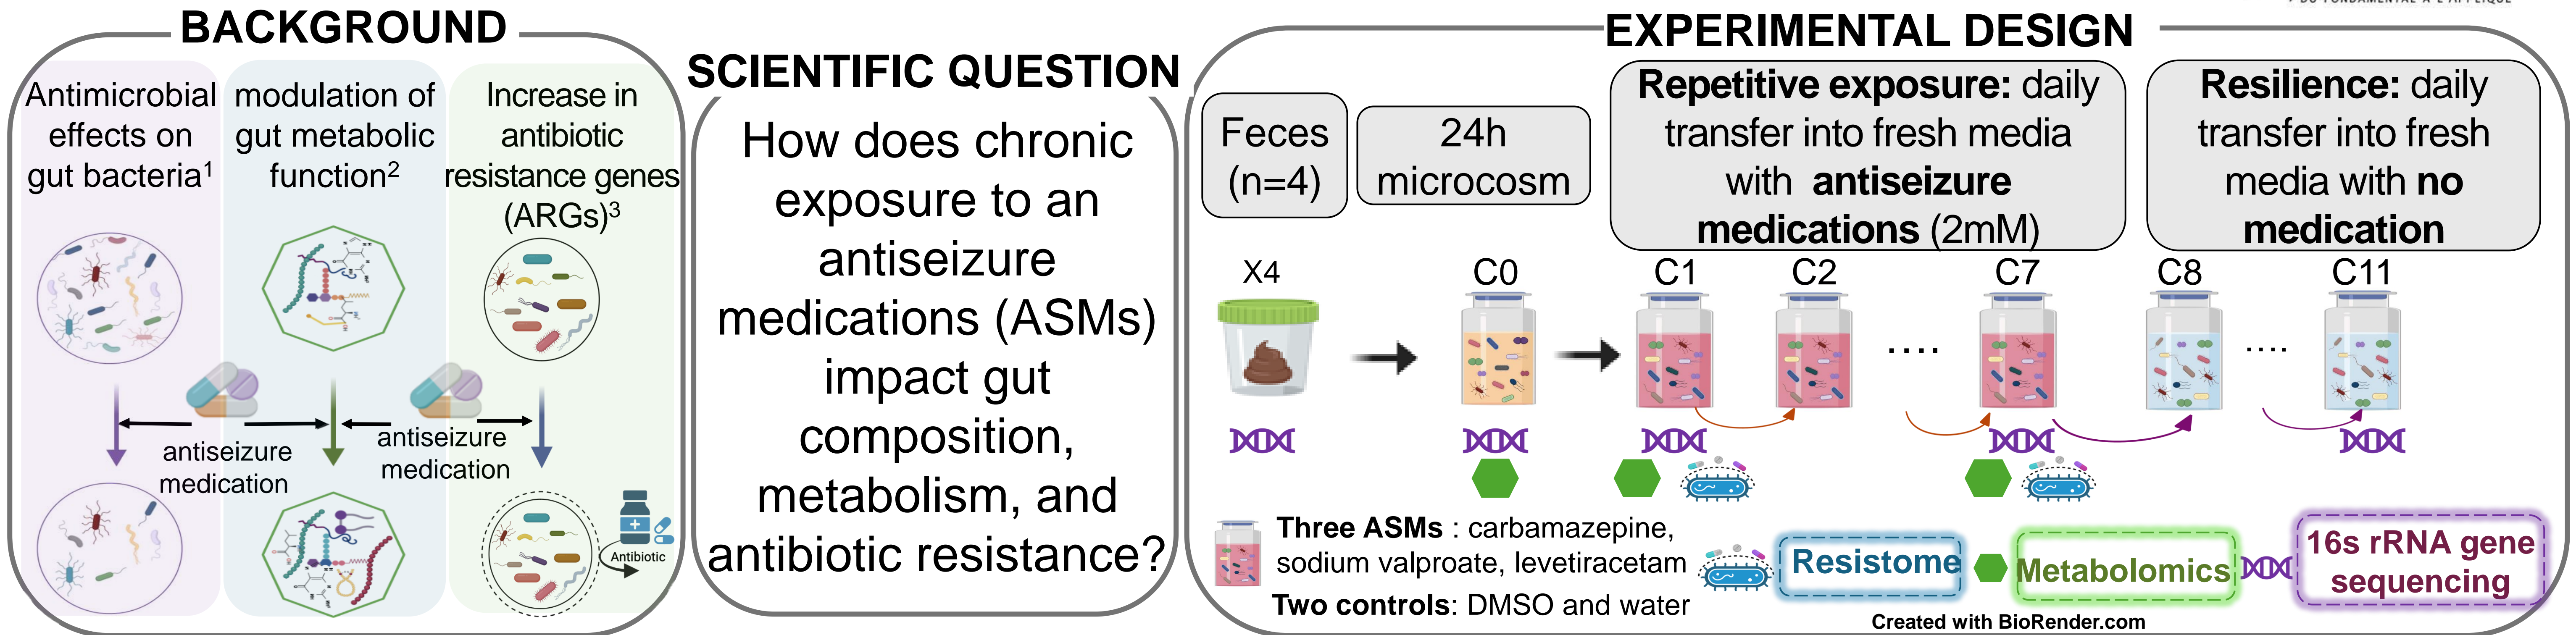 > DU FONDAMENTAL À L'APPLIQUÉ
BACKGROUND
Antimicrobial
effects on
gut bacteria¹
modulation of
gut metabolic
function²
Increase in
antibiotic
resistance genes
(ARGs)³
antiseizure
medication
antiseizure
medication
Antibiotic
SCIENTIFIC QUESTION
How does chronic
exposure to an
antiseizure
medications (ASMs)
impact gut
composition,
metabolism, and
antibiotic resistance?
EXPERIMENTAL DESIGN
Feces
(n=4)
24h
microcosm
Repetitive exposure: daily
transfer into fresh media
with antiseizure
medications (2mM)
Resilience: daily
transfer into fresh
media with no
medication
X4
C0
C1
C2
....
C7
C8
....
C11
Three ASMs : carbamazepine,
sodium valproate, levetiracetam
Two controls: DMSO and water
Resistome
Metabolomics
16s rRNA gene
sequencing
Created with BioRender.com